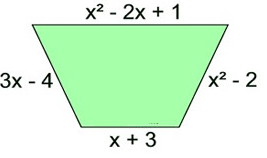 x² - 2x + 1
3x - 4
x² - 2
x + 3